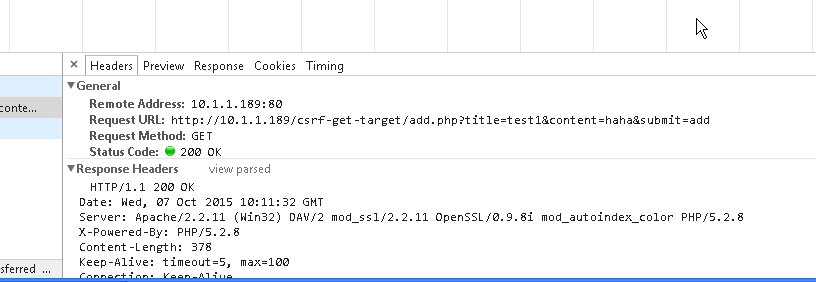 × Headers Preview Response Cookies Timing
▼General
conte...
Remote Address: 10.1.1.189:80
Request URL: http://10.1.1.189/csrf-get-target/add.php?title=test1&content=haha&submit=add
Request Method: GET
Status Code: 200 OK
▼Response Headers view parsed
HTTP/1.1 200 OK
Date: Wed, 07 Oct 2015 10:11:32 GMT
Server: Apache/2.2.11 (Win32) DAV/2 mod_ssl/2.2.11 OpenSSL/0.9.8i mod_autoindex_color PHP/5.2.8
X-Powered-By: PHP/5.2.8
Content-Length: 378
sferred ...
Keep-Alive: timeout=5, max=100
Connection: Keep-Alive